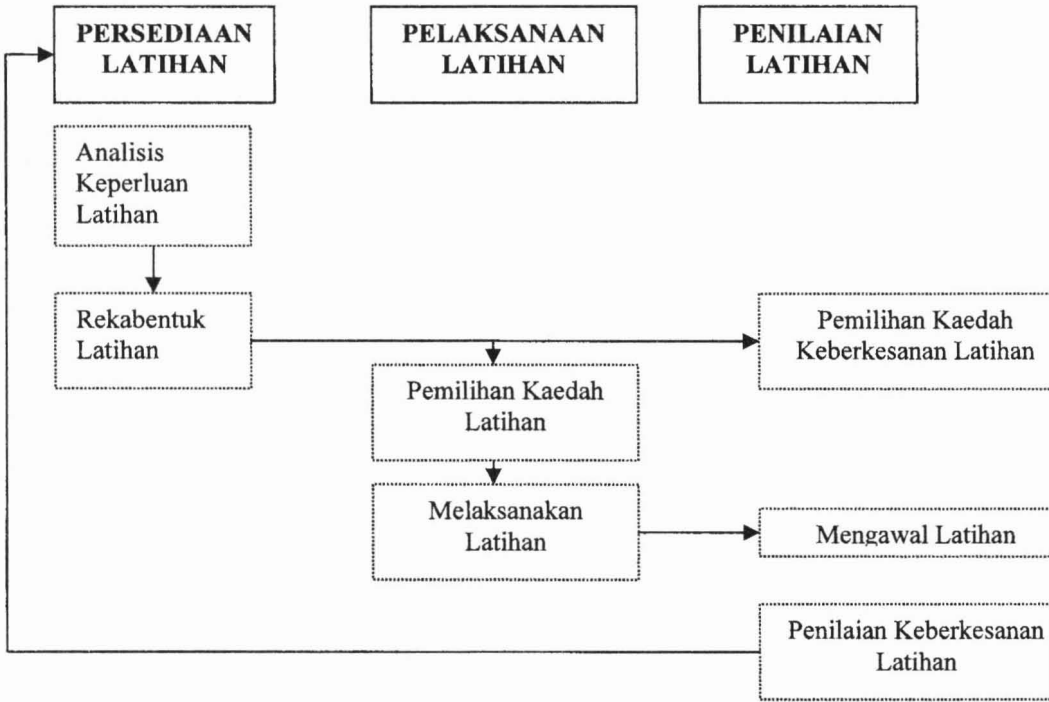 PERSEDIAAN
LATIHAN
PELAKSANAAN
LATIHAN
PENILAIAN
LATIHAN
Analisis
Keperluan
Latihan
Rekabentuk
Latihan
Pemilihan Kaedah
Keberkesanan Latihan
Pemilihan Kaedah
Latihan
Melaksanakan
Latihan
Mengawal Latihan
Penilaian Keberkesanan
Latihan